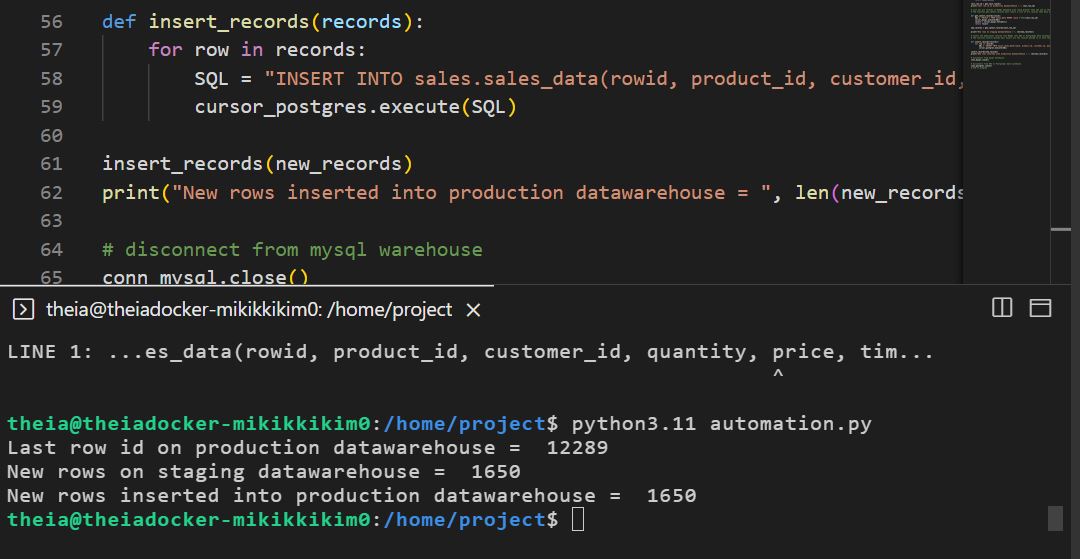 56 def insert_records(records):
57 for row in records:
58 SQL = "INSERT INTO sales.sales_data(rowid, product_id, customer_id,
59 cursor_postgres.execute(SQL)
60
61 insert_records(new_records)
62 print("New rows inserted into production datawarehouse = ", len(new_records
63
64 # disconnect from mysql warehouse
65 conn_mysql.close()
theia@theiadocker-mikikkikim0: /home/project
LINE 1: ...es_data(rowid, product_id, customer_id, quantity, price, tim...
^
theia@theiadocker-mikikkikim0:/home/project$ python3.11 automation.py
Last row id on production datawarehouse = 12289
New rows on staging datawarehouse = 1650
New rows inserted into production datawarehouse = 1650
theia@theiadocker-mikikkikim0:/home/project$